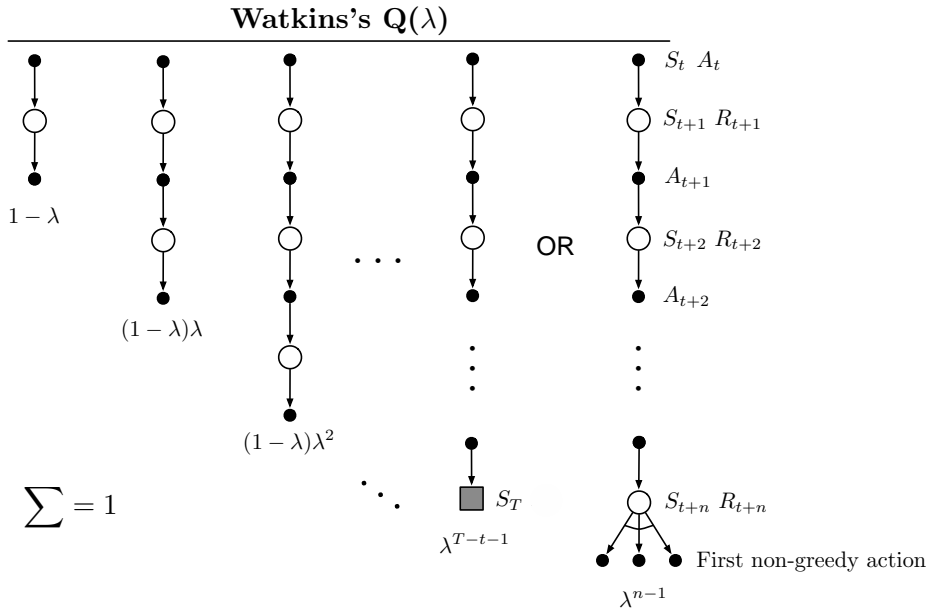 Watkins's Q(λ)
S_t A_t
S_{t+1} R_{t+1}
A_{t+1}
1 − λ
S_{t+2} R_{t+2}
OR
. . .
A_{t+2}
(1 − λ)λ
(1 − λ)λ^2
∑ = 1
S_T
S_{t+n} R_{t+n}
λ^{T−t−1}
First non-greedy action
λ^{n−1}